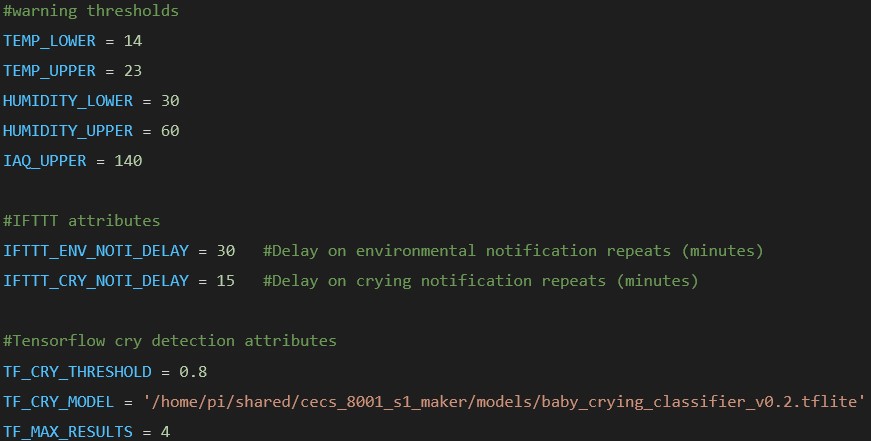 #warning thresholds
TEMP_LOWER = 14
TEMP_UPPER = 23
HUMIDITY_LOWER = 30
HUMIDITY_UPPER = 60
IAQ_UPPER = 140
#IFTTT attributes
IFTTT_ENV_NOTI_DELAY = 30   #Delay on environmental notification repeats (minutes)
IFTTT_CRY_NOTI_DELAY = 15   #Delay on crying notification repeats (minutes)
#Tensorflow cry detection attributes
TF_CRY_THRESHOLD = 0.8
TF_CRY_MODEL = '/home/pi/shared/cecs_8001_s1_maker/models/baby_crying_classifier_v0.2.tflite'
TF_MAX_RESULTS = 4